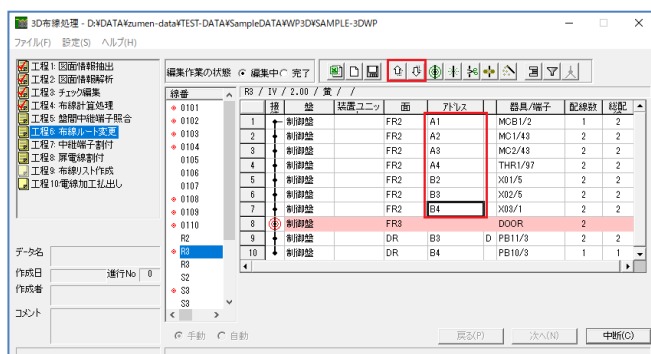 3D布線処理 - D:¥DATA¥zumen-data¥TEST-DATA¥SampleDATA¥WP3D¥SAMPLE-3DWP
ファイル(F) 設定(S) ヘルプ(H)
工程1: 図面情報抽出
工程2: 図面情報解析
工程3: チェック編集
工程4: 布線計算処理
工程5: 盤間中継端子照合
工程6: 布線ルート変更
工程7: 中継端子割付
工程8: 扉電線割付
工程9: 布線リスト作成
工程10:電線加工払出し
データ名
作成日 進行No 0
作成者
コメント
編集作業の状態 編集中 完了
線番
0101
0102
0103
0104
0105
0106
0107
0108
0109
0110
R2
R3
R3
S2
S3
S3
R3 / IV / 2.00 / 黄 / /
接 盤 装置ユニッ 面 アドレス 器具/端子 配線数 総配
1 制御盤 FR2 A1 MCB1/2 1 2
2 制御盤 FR2 A2 MC1/43 2 2
3 制御盤 FR2 A3 MC2/43 2 2
4 制御盤 FR2 A4 THR1/97 2 2
5 制御盤 FR2 B2 X01/5 2 2
6 制御盤 FR2 B3 X02/5 2 2
7 制御盤 FR2 B4 X03/1 2 2
8 制御盤 FR3 DOOR 2
9 制御盤 DR B3 D PB11/3 2 2
10 制御盤 DR B4 PB10/3 1 1
手動 自動
戻る(P) 次へ(N) 中断(C)